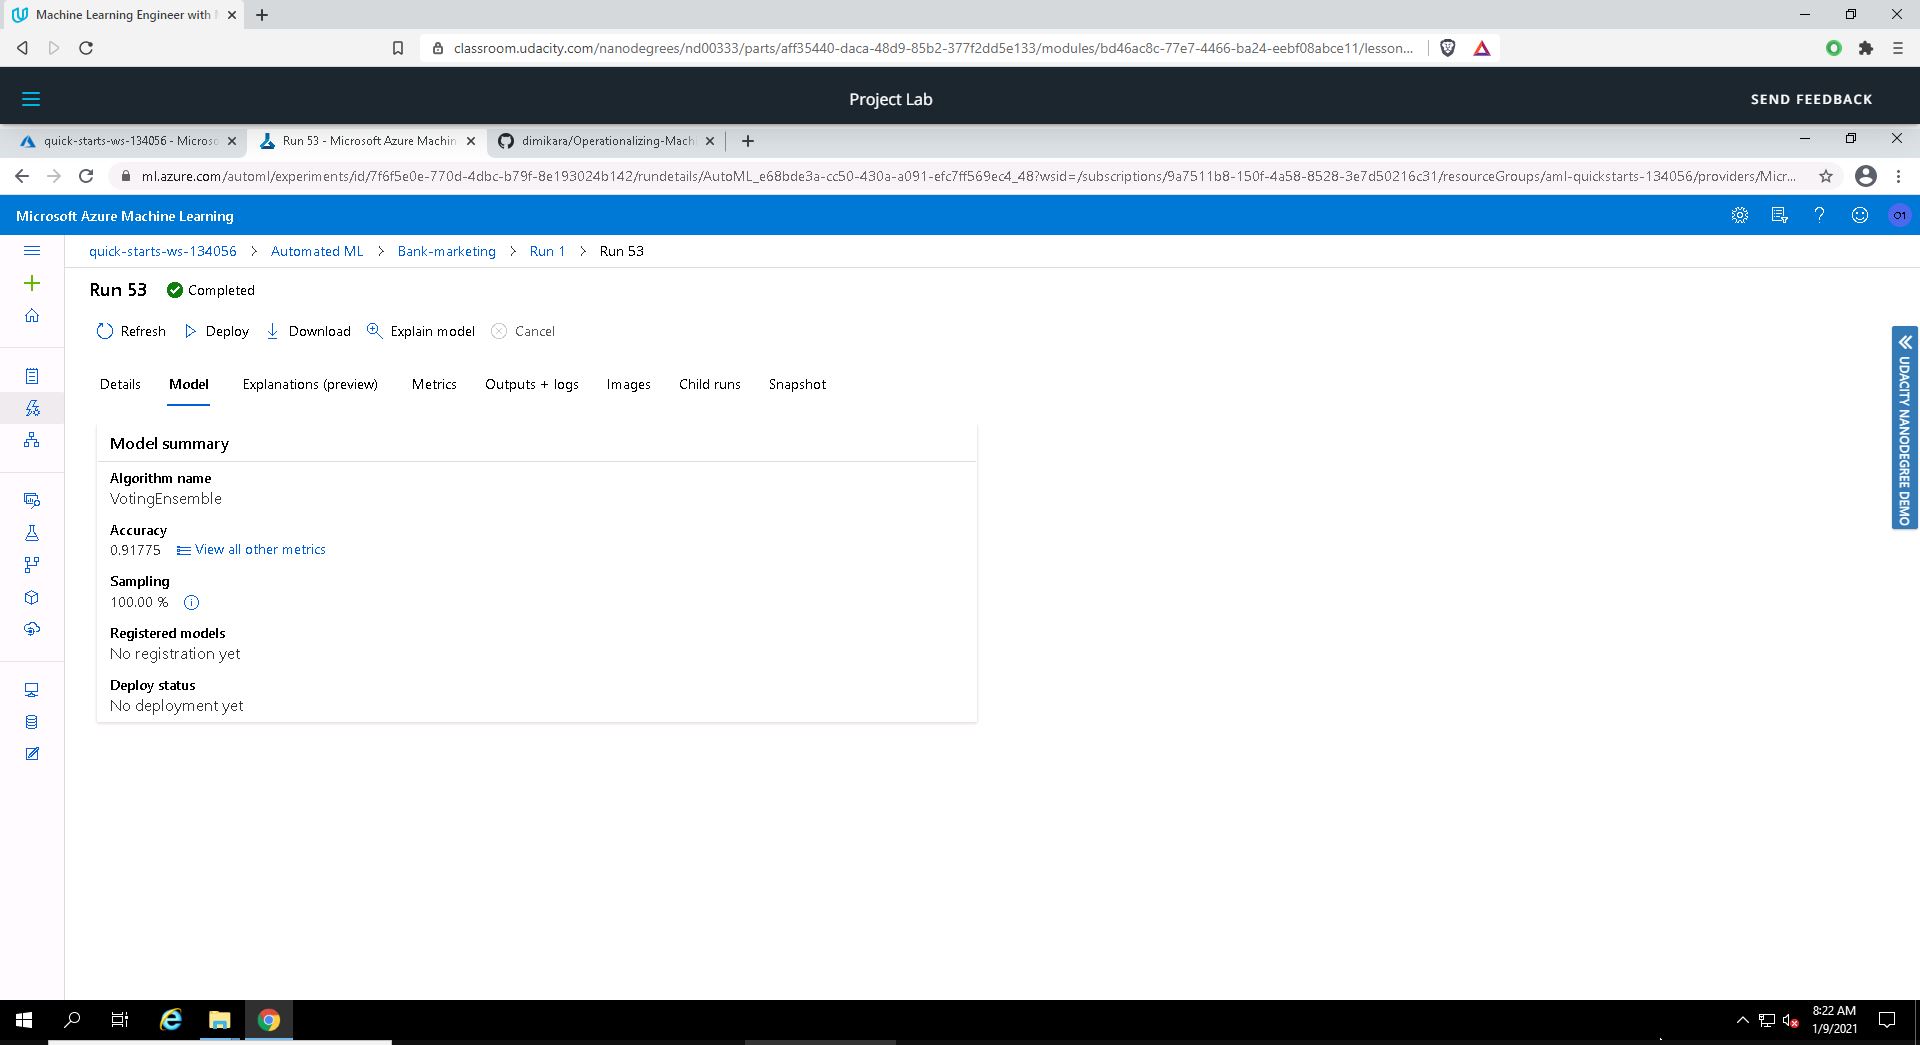 Machine Learning Engineer with
classroom.udacity.com/nanodegrees/nd00333/parts/aff35440-daca-48d9-85b2-377f2dd5e133/modules/bd46ac8c-77e7-4466-ba24-eebf08abce11/lesson...
Project Lab
SEND FEEDBACK
quick-starts-ws-134056 - Microso
Run 53 - Microsoft Azure Machin
dimikara/Operationalizing-Mach
ml.azure.com/automl/experiments/id/7f6f5e0e-770d-4dbc-b79f-8e193024b142/rundetails/AutoML_e68bde3a-cc50-430a-a091-efc7ff569ec4_48?wsid=/subscriptions/9a7511b8-150f-4a58-8528-3e7d50216c31/resourceGroups/aml-quickstarts-134056/providers/Micr...
Microsoft Azure Machine Learning
O1
quick-starts-ws-134056 > Automated ML > Bank-marketing > Run 1 > Run 53
Run 53 Completed
Refresh Deploy Download Explain model Cancel
Details Model Explanations (preview) Metrics Outputs + logs Images Child runs Snapshot
UDACITY NANODEGREE DEMO
Model summary
Algorithm name
VotingEnsemble
Accuracy
0.91775 View all other metrics
Sampling
100.00 %
Registered models
No registration yet
Deploy status
No deployment yet
8:22 AM
1/9/2021